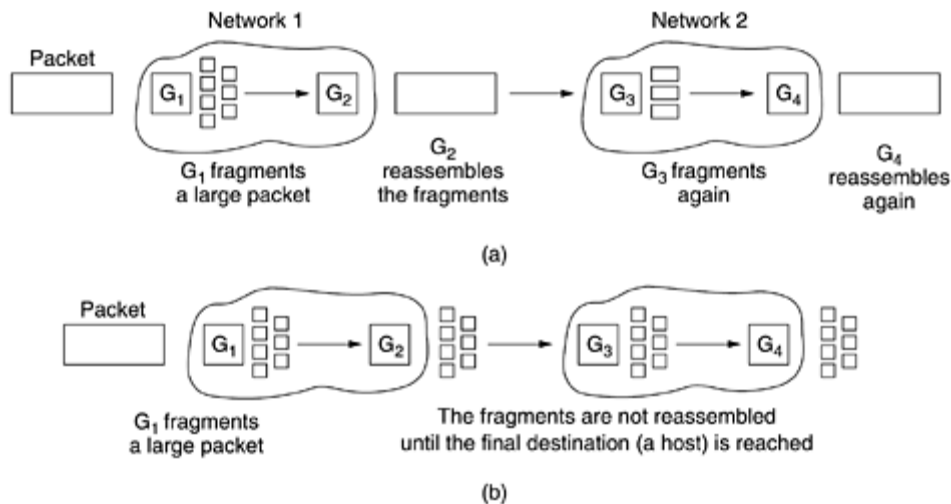 Network 1
Network 2
Packet
G₁
G₂
G₃
G₄
G₁ fragments
a large packet
G₂
reassembles
the fragments
G₃ fragments
again
G₄
reassembles
again
(a)
Packet
G₁
G₂
G₃
G₄
G₁ fragments
a large packet
The fragments are not reassembled
until the final destination (a host) is reached
(b)